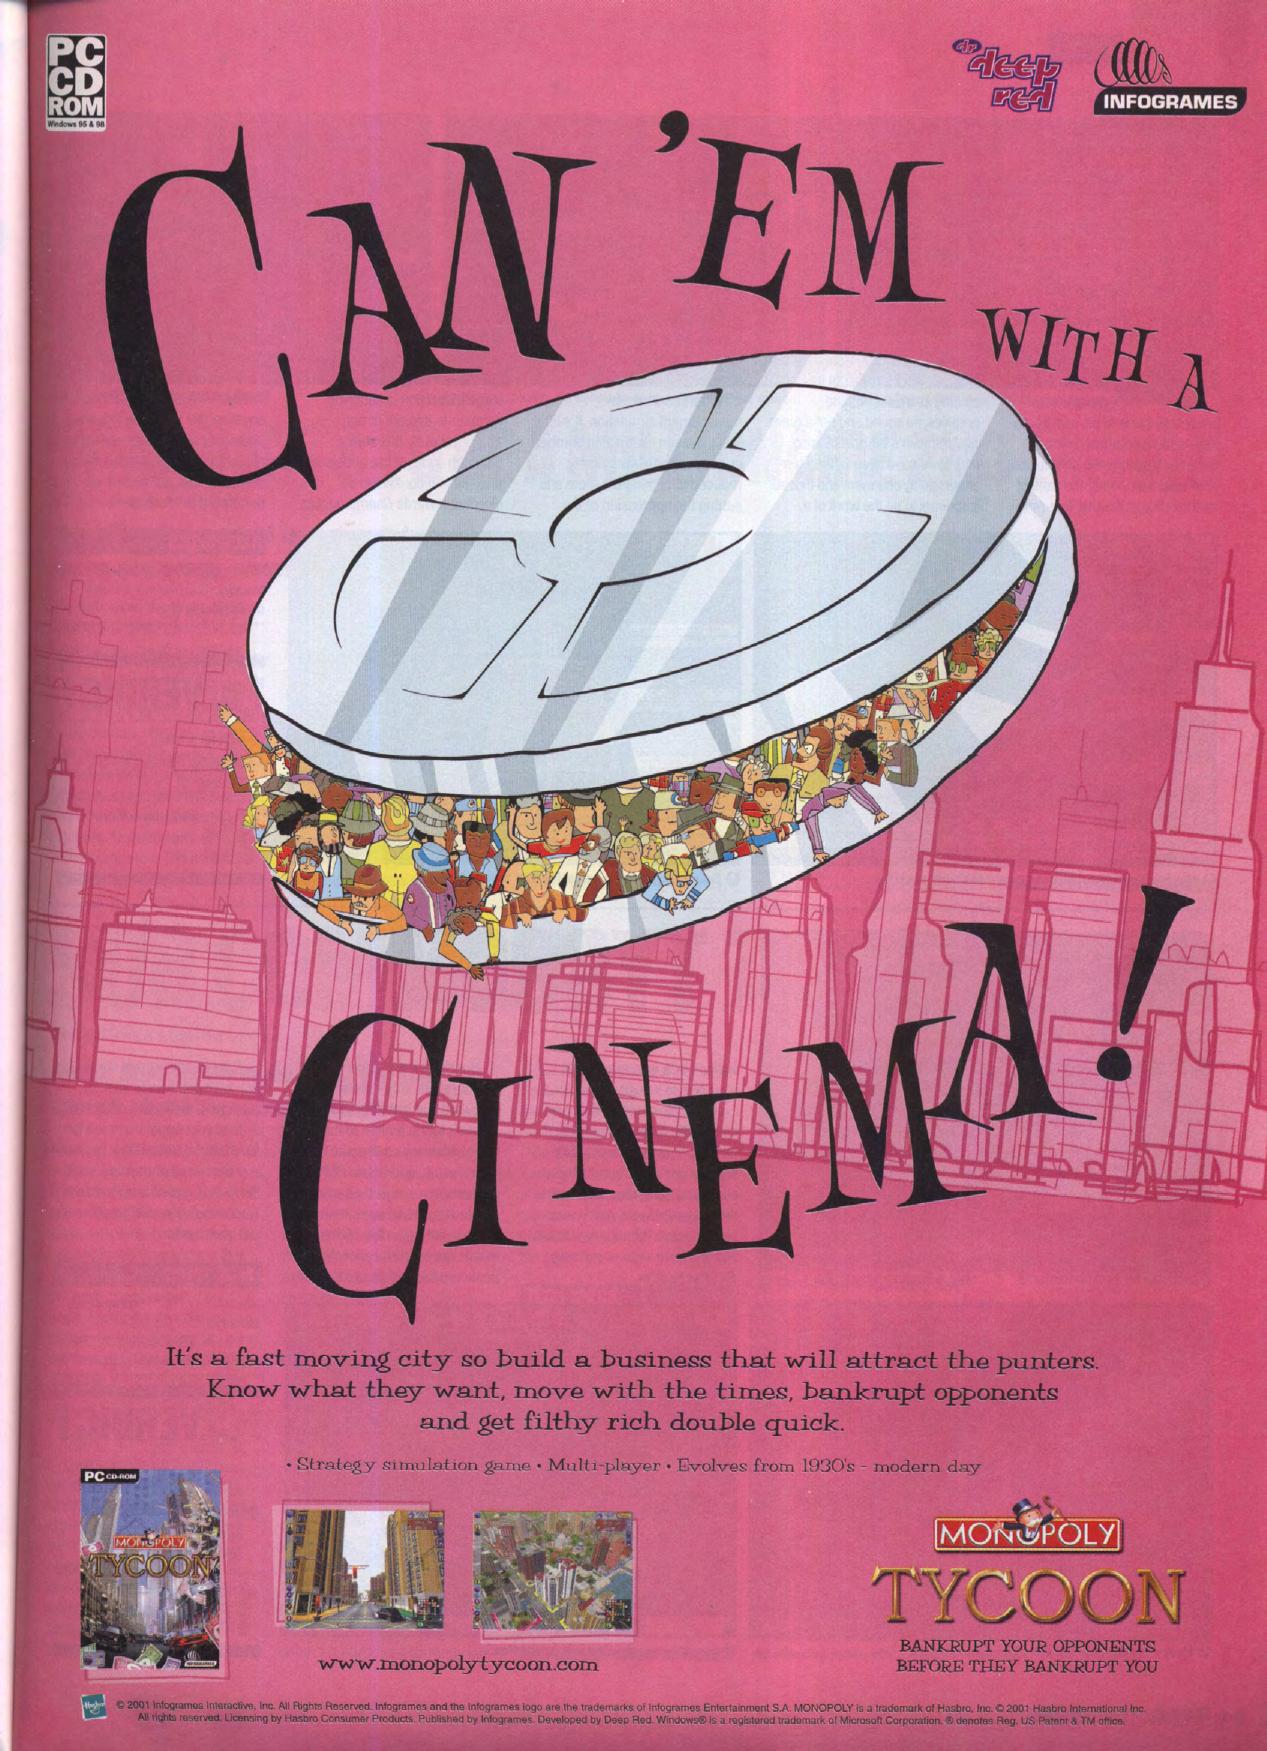 PC
CD
ROM
Windows 95 & 98
deep
red
INFOGRAMES
CAN 'EM
WITH A
CINEMA!
It's a fast moving city so build a business that will attract the punters.
Know what they want, move with the times, bankrupt opponents
and get filthy rich double quick.
• Strategy simulation game • Multi-player • Evolves from 1930's - modern day
PC CD-ROM
MONOPOLY
TYCOON
INFOGRAMES
www.monopolytycoon.com
MONOPOLY
TYCOON
BANKRUPT YOUR OPPONENTS
BEFORE THEY BANKRUPT YOU
Hasbro
© 2001 Infogrames Interactive, Inc. All Rights Reserved. Infogrames and the Infogrames logo are the trademarks of Infogrames Entertainment S.A. MONOPOLY is a trademark of Hasbro, Inc. © 2001 Hasbro International Inc.
All rights reserved. Licensing by Hasbro Consumer Products. Published by Infogrames. Developed by Deep Red. Windows® is a registered trademark of Microsoft Corporation. ® denotes Reg. US Patent & TM office.